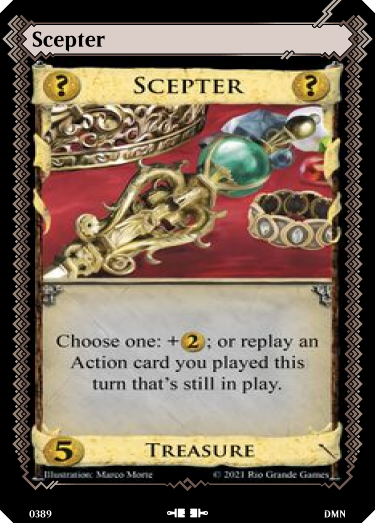 Scepter
? SCEPTER ?
Choose one: +2; or replay an
Action card you played this
turn that's still in play.
5 TREASURE
Illustration: Marco Morte © 2021 Rio Grande Games
0389 DMN